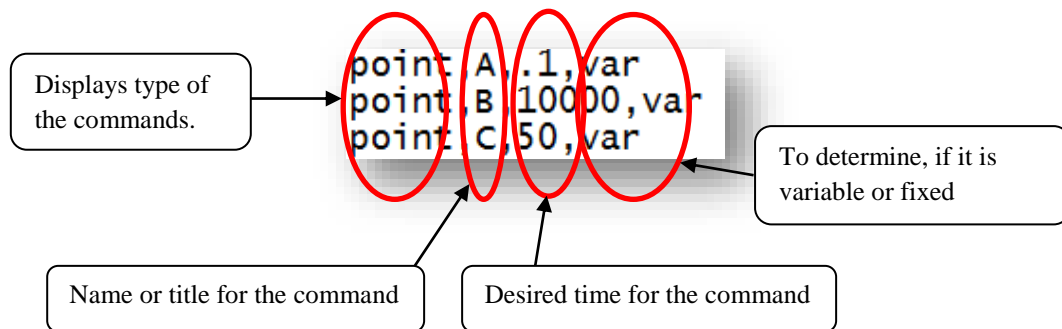 point,A,.1,var
point,B,10000,var
point,C,50,var
Displays type of
the commands.
To determine, if it is
variable or fixed
Name or title for the command
Desired time for the command